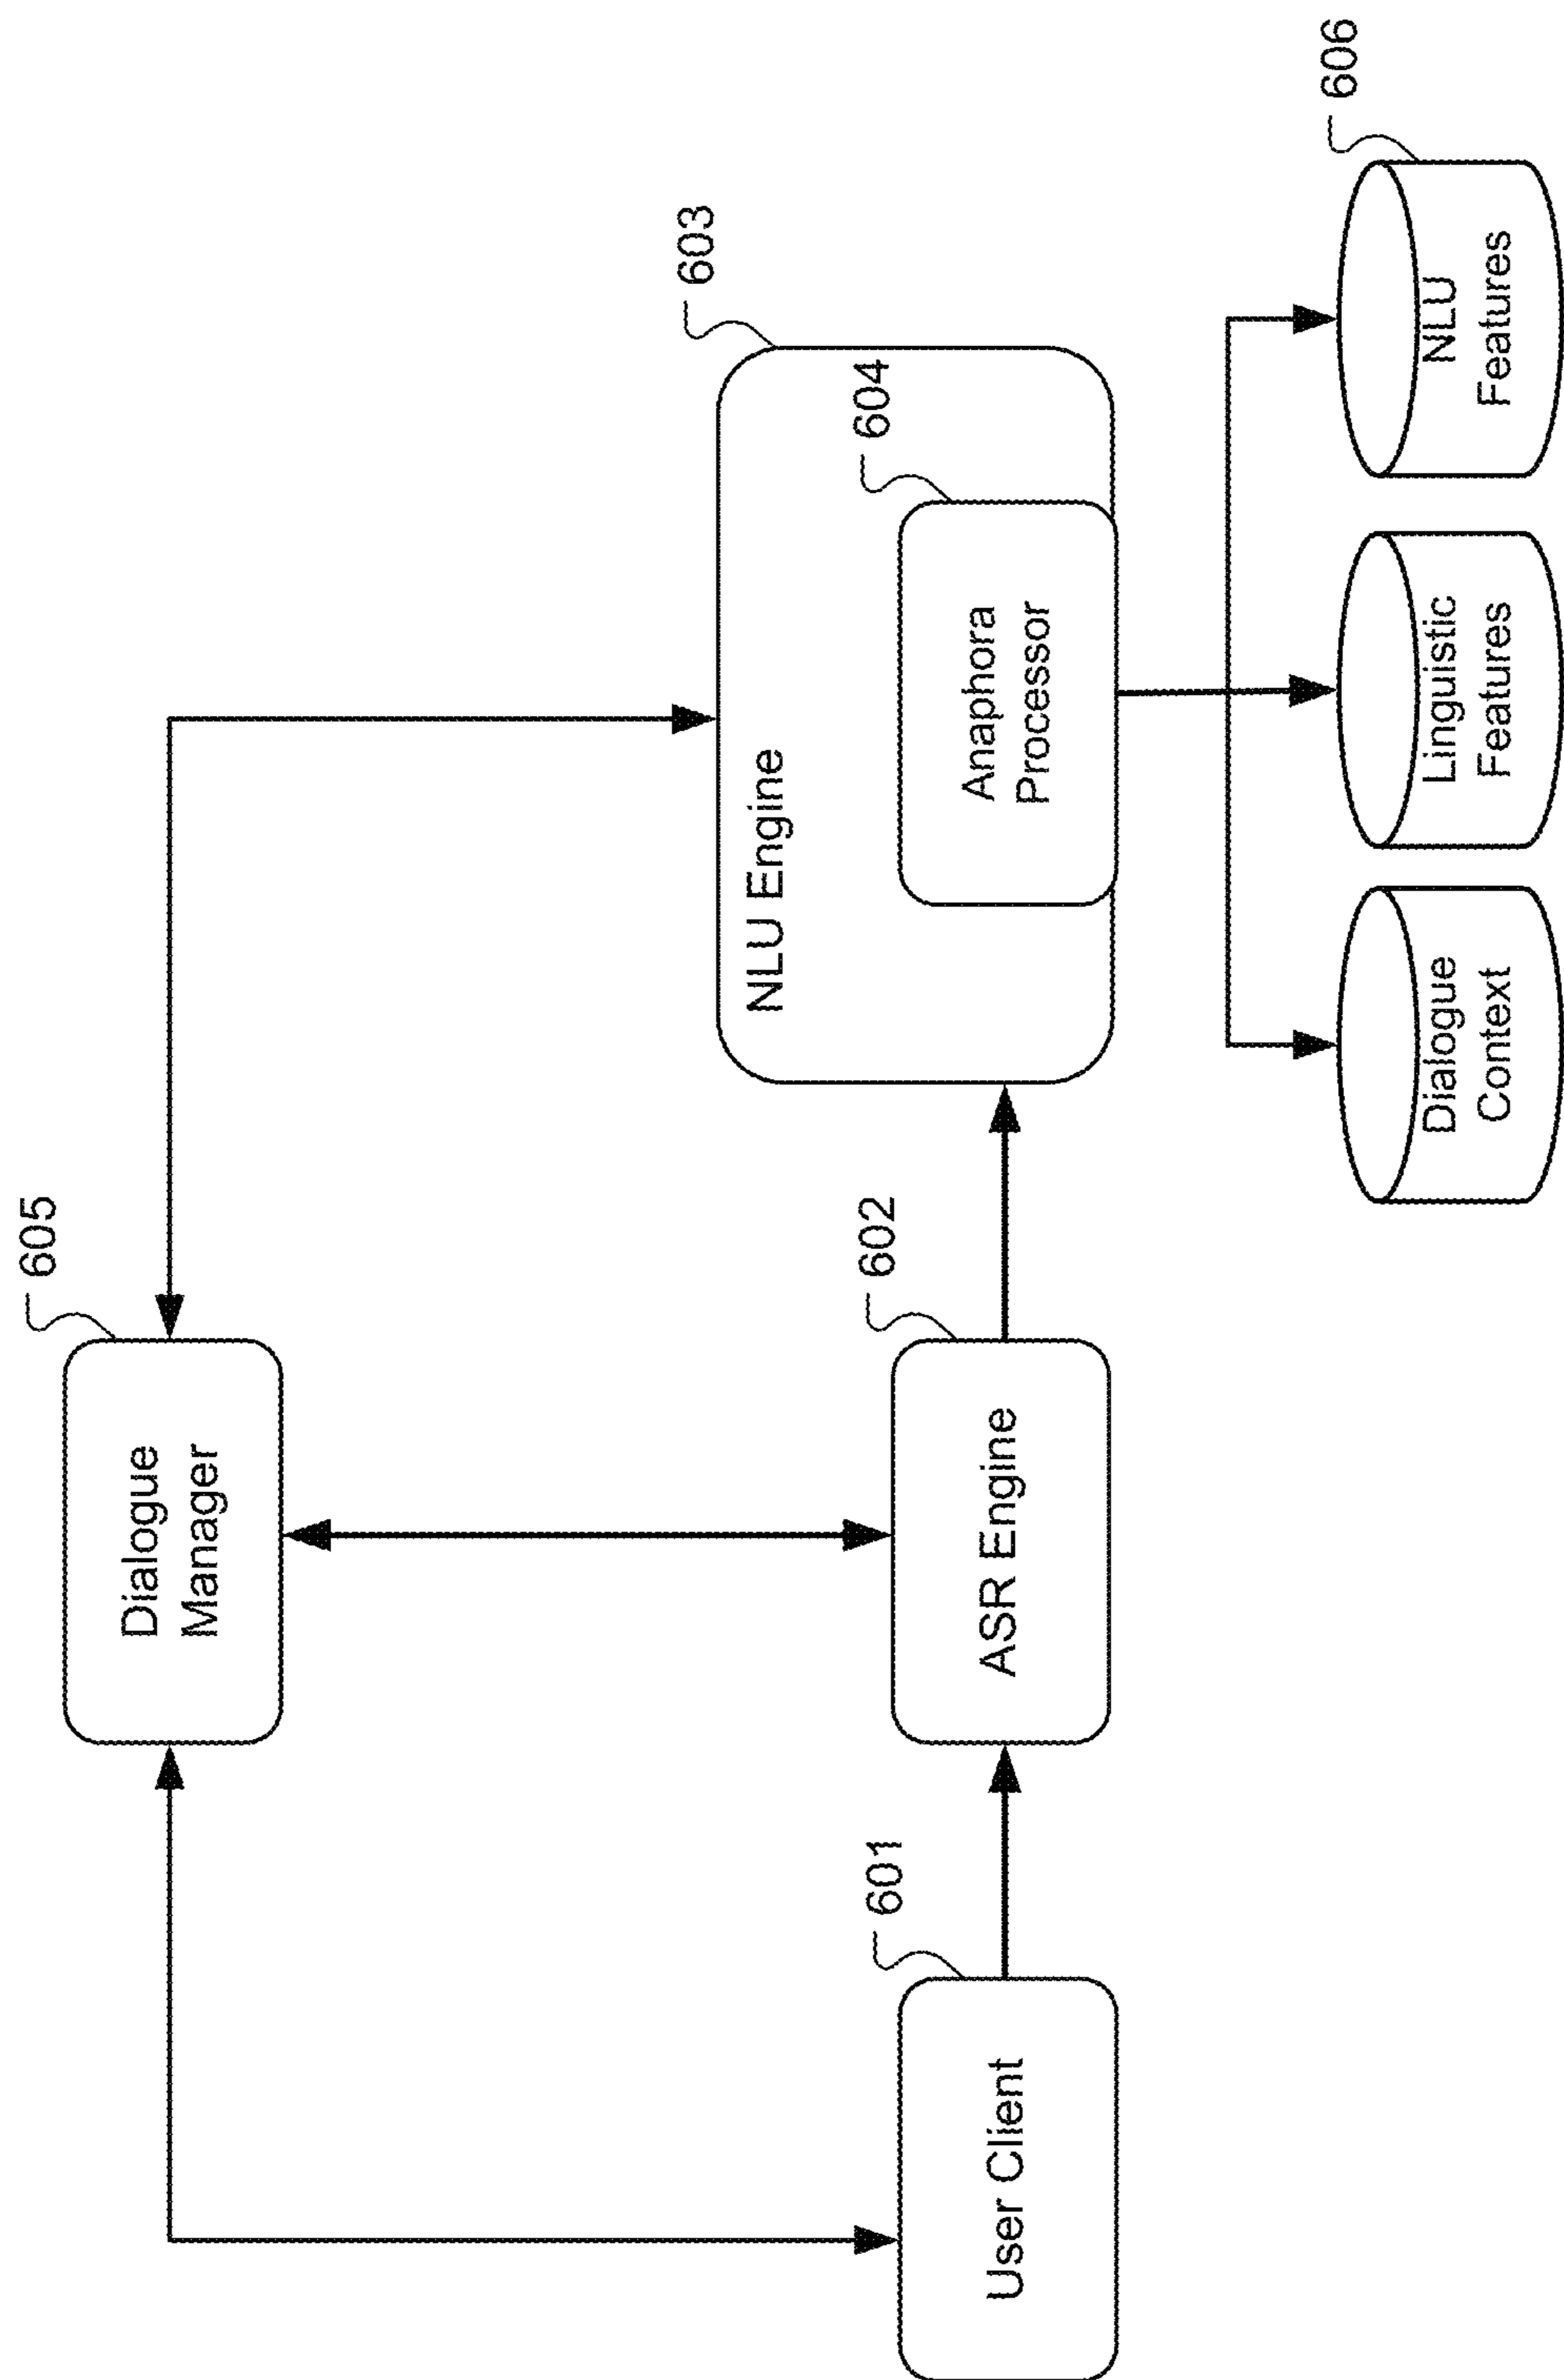 605
Dialogue
Manager
603
NLU Engine
604
Anaphora
Processor
601
User Client
602
ASR Engine
606
Dialogue
Context
Linguistic
Features
NLU
Features